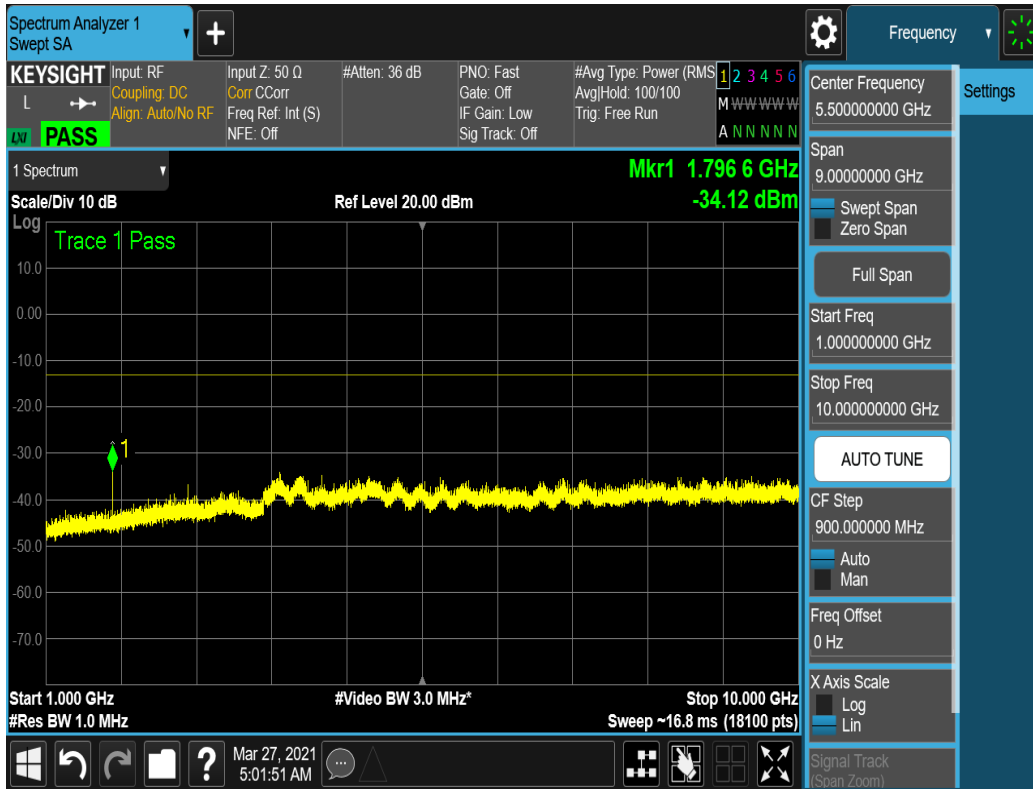 Spectrum Analyzer 1
Swept SA
+
Frequency
KEYSIGHT
L
LXI PASS
Input: RF
Coupling: DC
Align: Auto/No RF
Input Z: 50 Ω
Corr CCorr
Freq Ref: Int (S)
NFE: Off
#Atten: 36 dB
PNO: Fast
Gate: Off
IF Gain: Low
Sig Track: Off
#Avg Type: Power (RMS
Avg|Hold: 100/100
Trig: Free Run
1 2 3 4 5 6
M W W W W W
A N N N N N
1 Spectrum
Mkr1 1.796 6 GHz
-34.12 dBm
Scale/Div 10 dB
Ref Level 20.00 dBm
Log
Trace 1 Pass
10.0
0.00
-10.0
-20.0
-30.0
-40.0
-50.0
-60.0
-70.0
1
Start 1.000 GHz
#Video BW 3.0 MHz*
Stop 10.000 GHz
#Res BW 1.0 MHz
Sweep ~16.8 ms (18100 pts)
?
Mar 27, 2021
5:01:51 AM
Center Frequency
5.500000000 GHz
Span
9.00000000 GHz
Swept Span
Zero Span
Full Span
Start Freq
1.000000000 GHz
Stop Freq
10.000000000 GHz
AUTO TUNE
CF Step
900.000000 MHz
Auto
Man
Freq Offset
0 Hz
X Axis Scale
Log
Lin
Signal Track
(Span Zoom)
Settings